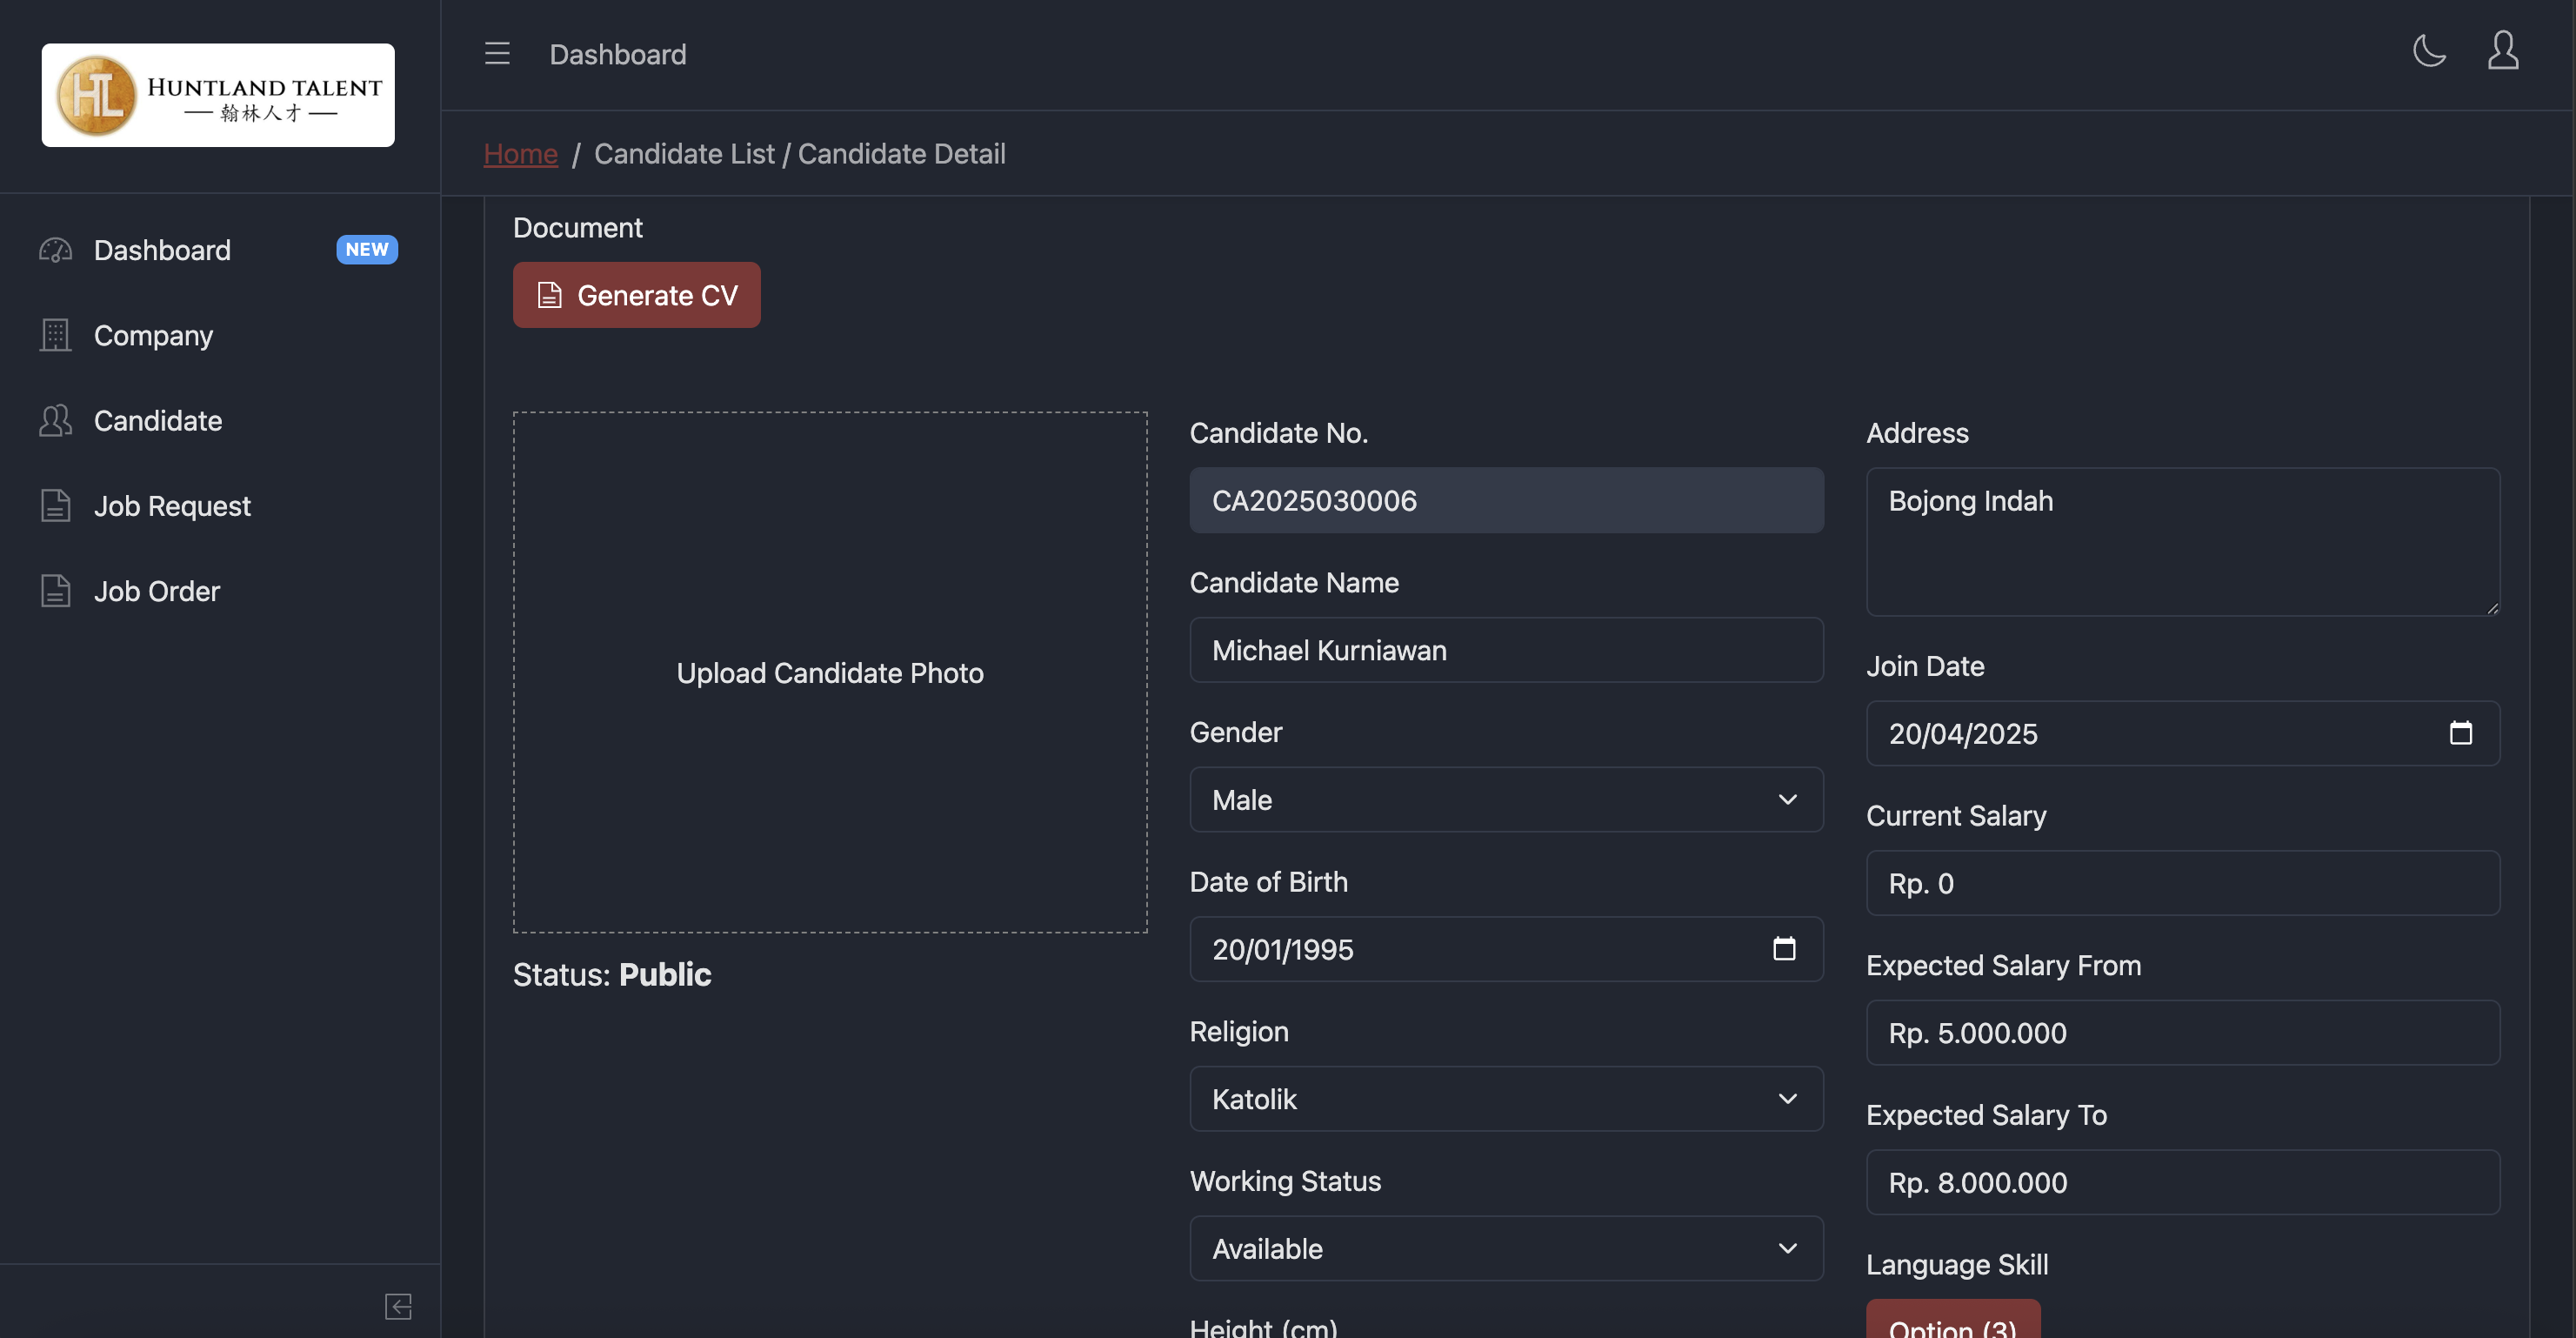 HUNTLAND TALENT
翰林人才
Dashboard NEW
Company
Candidate
Job Request
Job Order
Dashboard
Home / Candidate List / Candidate Detail
Document
Generate CV
Upload Candidate Photo
Status: Public
Candidate No.
CA2025030006
Candidate Name
Michael Kurniawan
Gender
Male
Date of Birth
20/01/1995
Religion
Katolik
Working Status
Available
Height (cm)
Address
Bojong Indah
Join Date
20/04/2025
Current Salary
Rp. 0
Expected Salary From
Rp. 5.000.000
Expected Salary To
Rp. 8.000.000
Language Skill
Option (3)